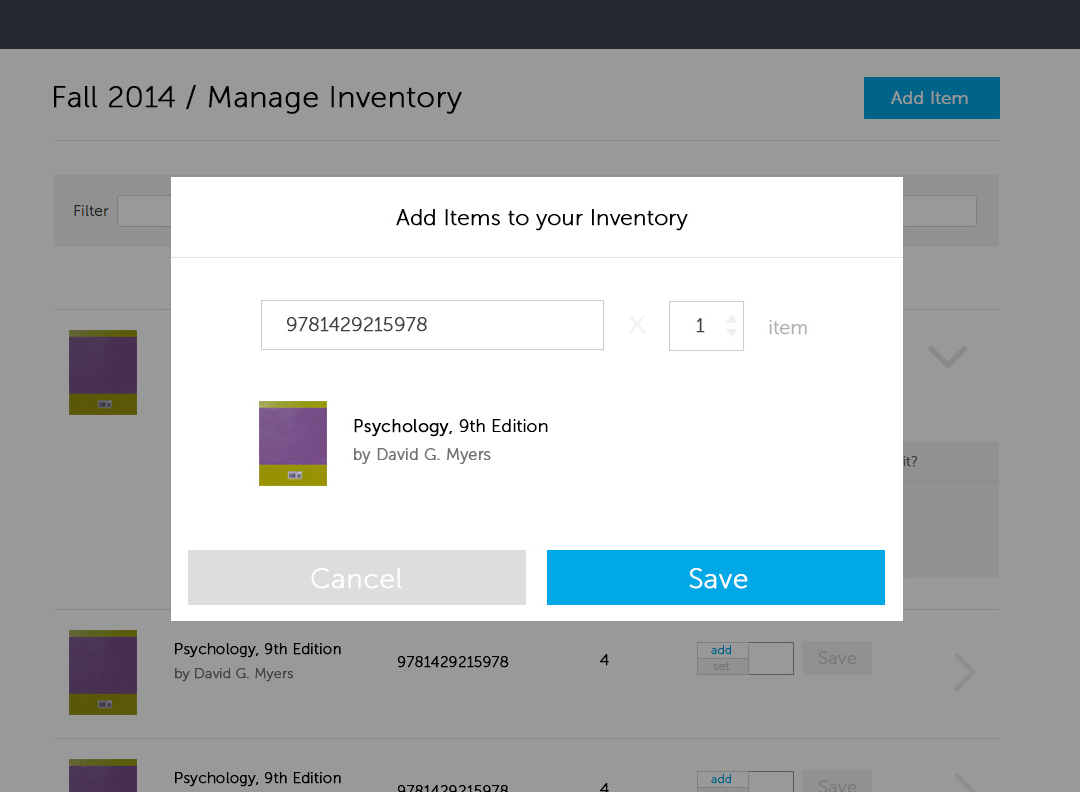 Fall 2014 / Manage Inventory
Add Item
Filter
Add Items to your Inventory
9781429215978
X
1
item
Psychology, 9th Edition
by David G. Myers
it?
Cancel
Save
Psychology, 9th Edition
by David G. Myers
9781429215978
4
add
set
Save
Psychology, 9th Edition
9781429215978
4
add
Save